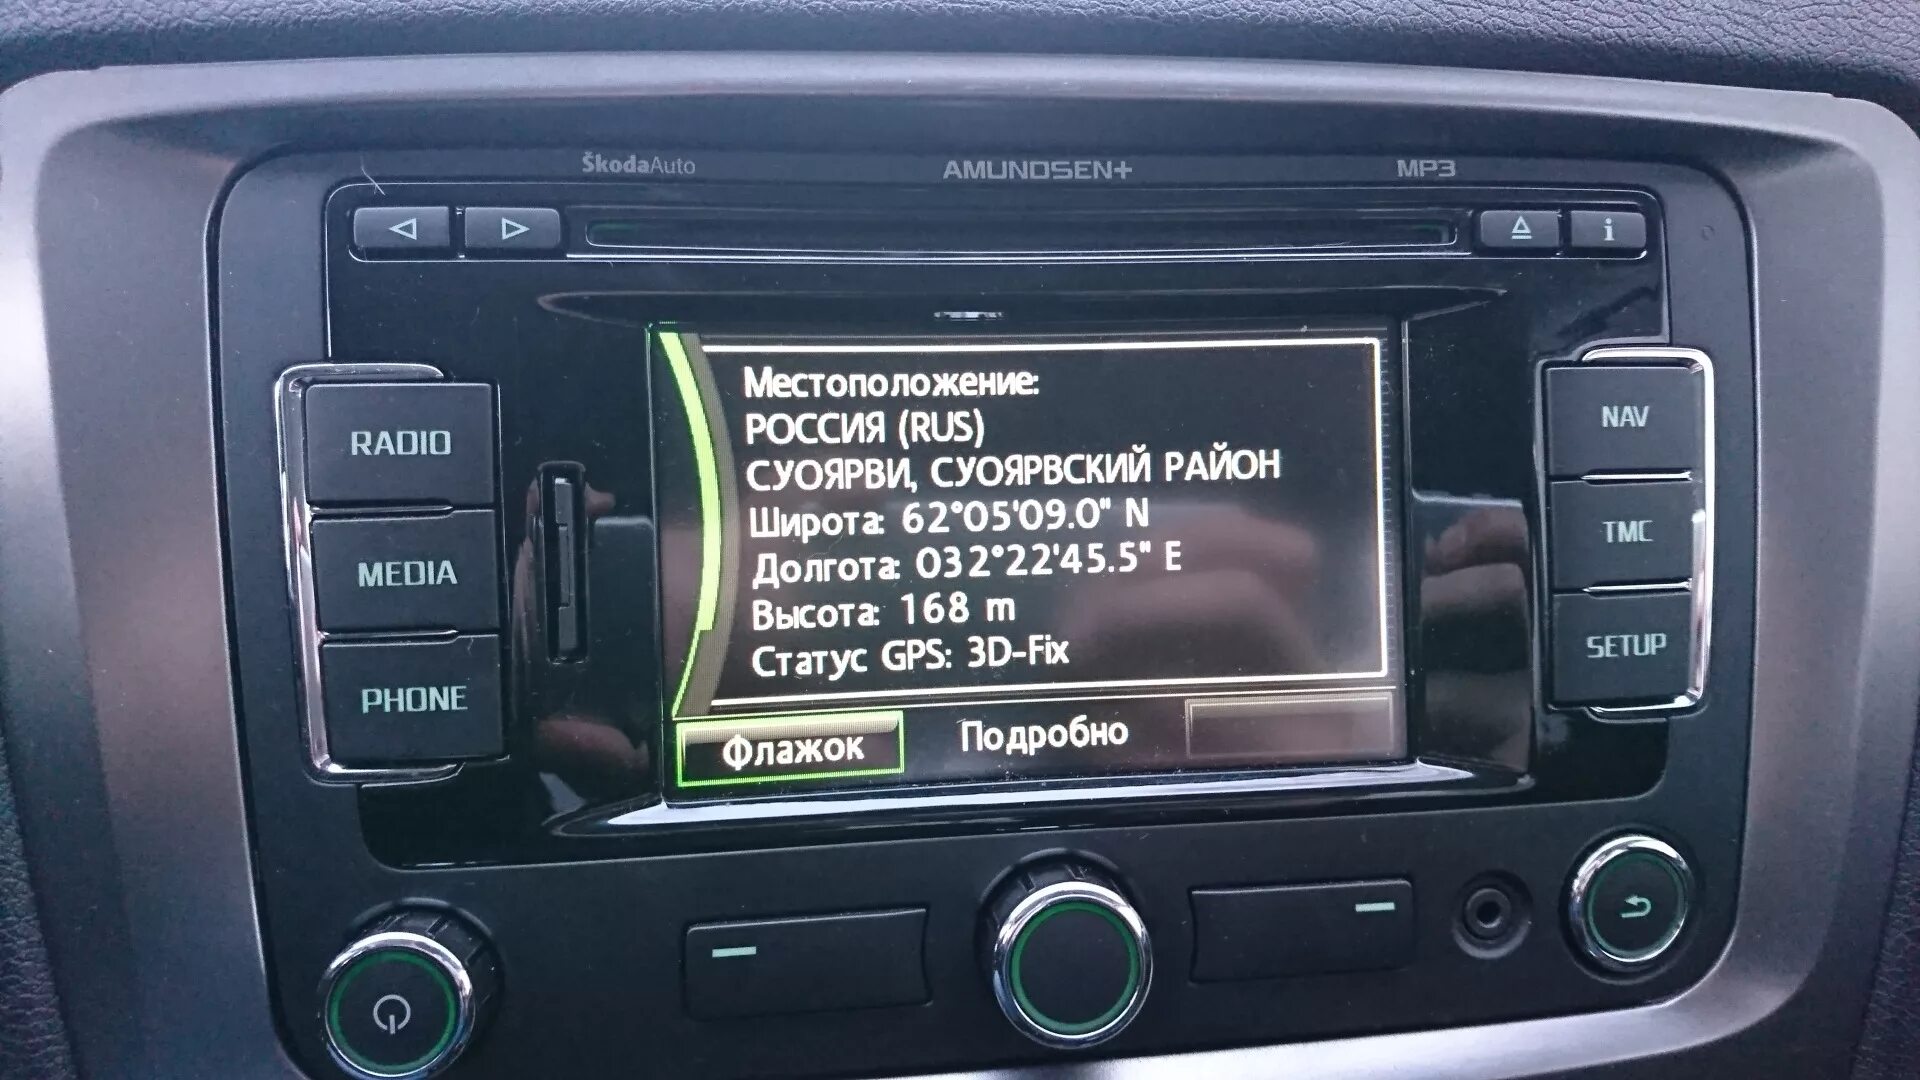 ŠkodaAuto AMUNDSEN+ MP3
i
RADIO
MEDIA
PHONE
Местоположение:
РОССИЯ (RUS)
СУОЯРВИ, СУОЯРВСКИЙ РАЙОН
Широта: 62°05'09.0" N
Долгота: 032°22'45.5" E
Высота: 168 m
Статус GPS: 3D-Fix
Флажок Подробно
NAV
TMC
SETUP